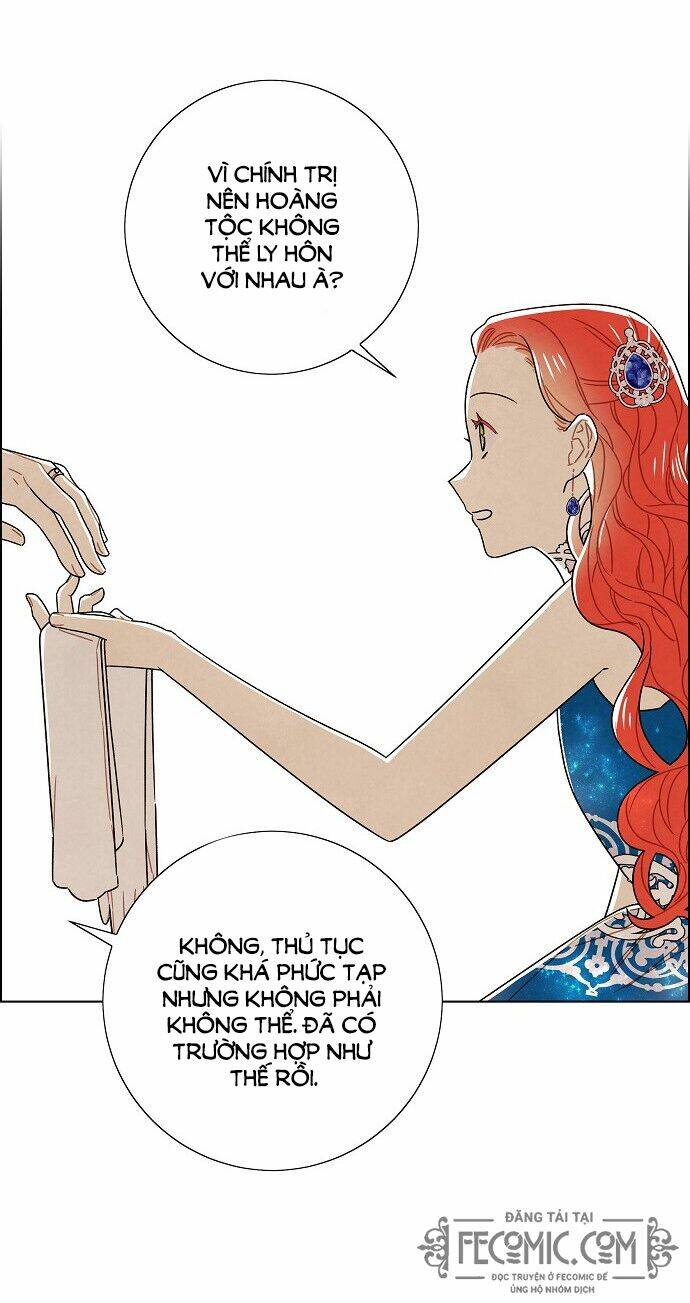 VÌ CHÍNH TRỊ
NÊN HOÀNG
TỘC KHÔNG
THỂ LY HÔN
VỚI NHAU À?
KHÔNG, THỦ TỤC
CŨNG KHÁ PHỨC TẠP
NHƯNG KHÔNG PHẢI
KHÔNG THỂ. ĐÃ CÓ
TRƯỜNG HỢP NHƯ
THẾ RỒI.
ĐĂNG TẢI TẠI
FECOMIC.COM
ĐỌC TRUYỆN Ở FECOMIC ĐỂ
ỦNG HỘ NHÓM DỊCH